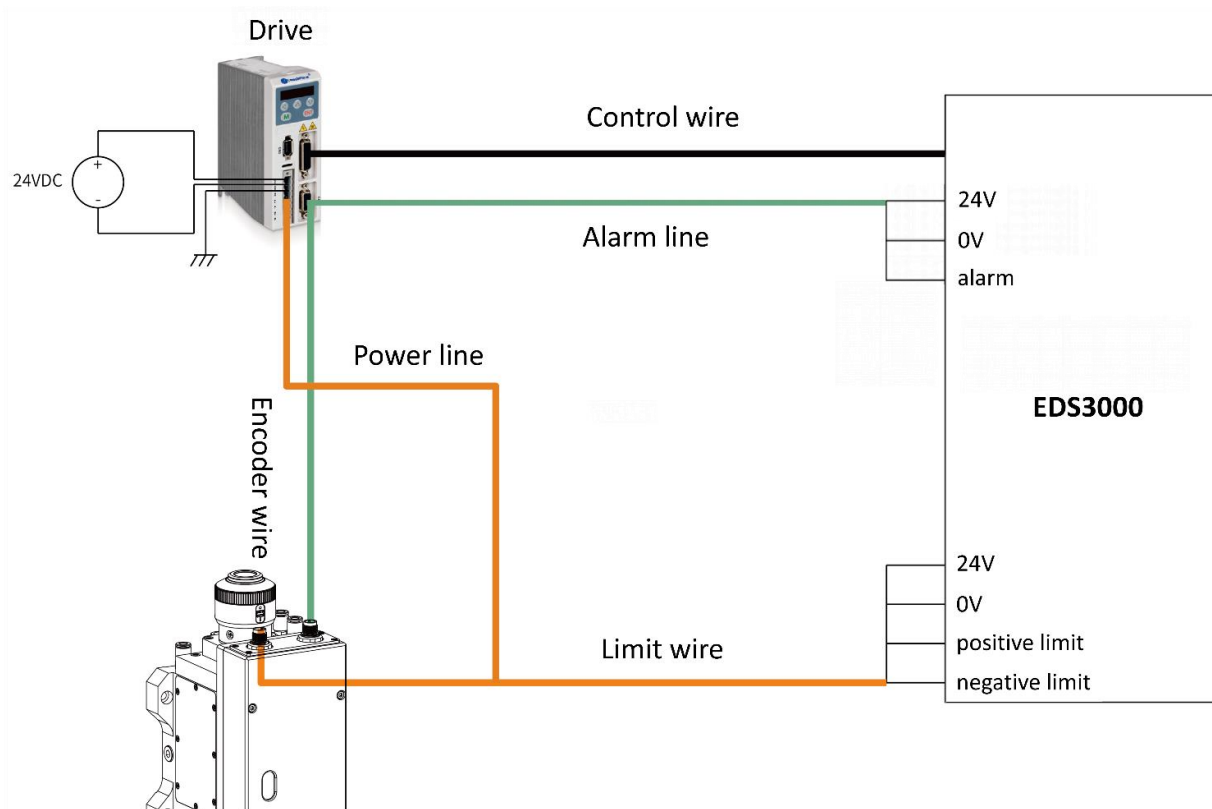 Drive
Control wire
24VDC
+
-
24V
Alarm line
0V
alarm
Power line
Encoder wire
EDS3000
24V
0V
Limit wire
positive limit
negative limit